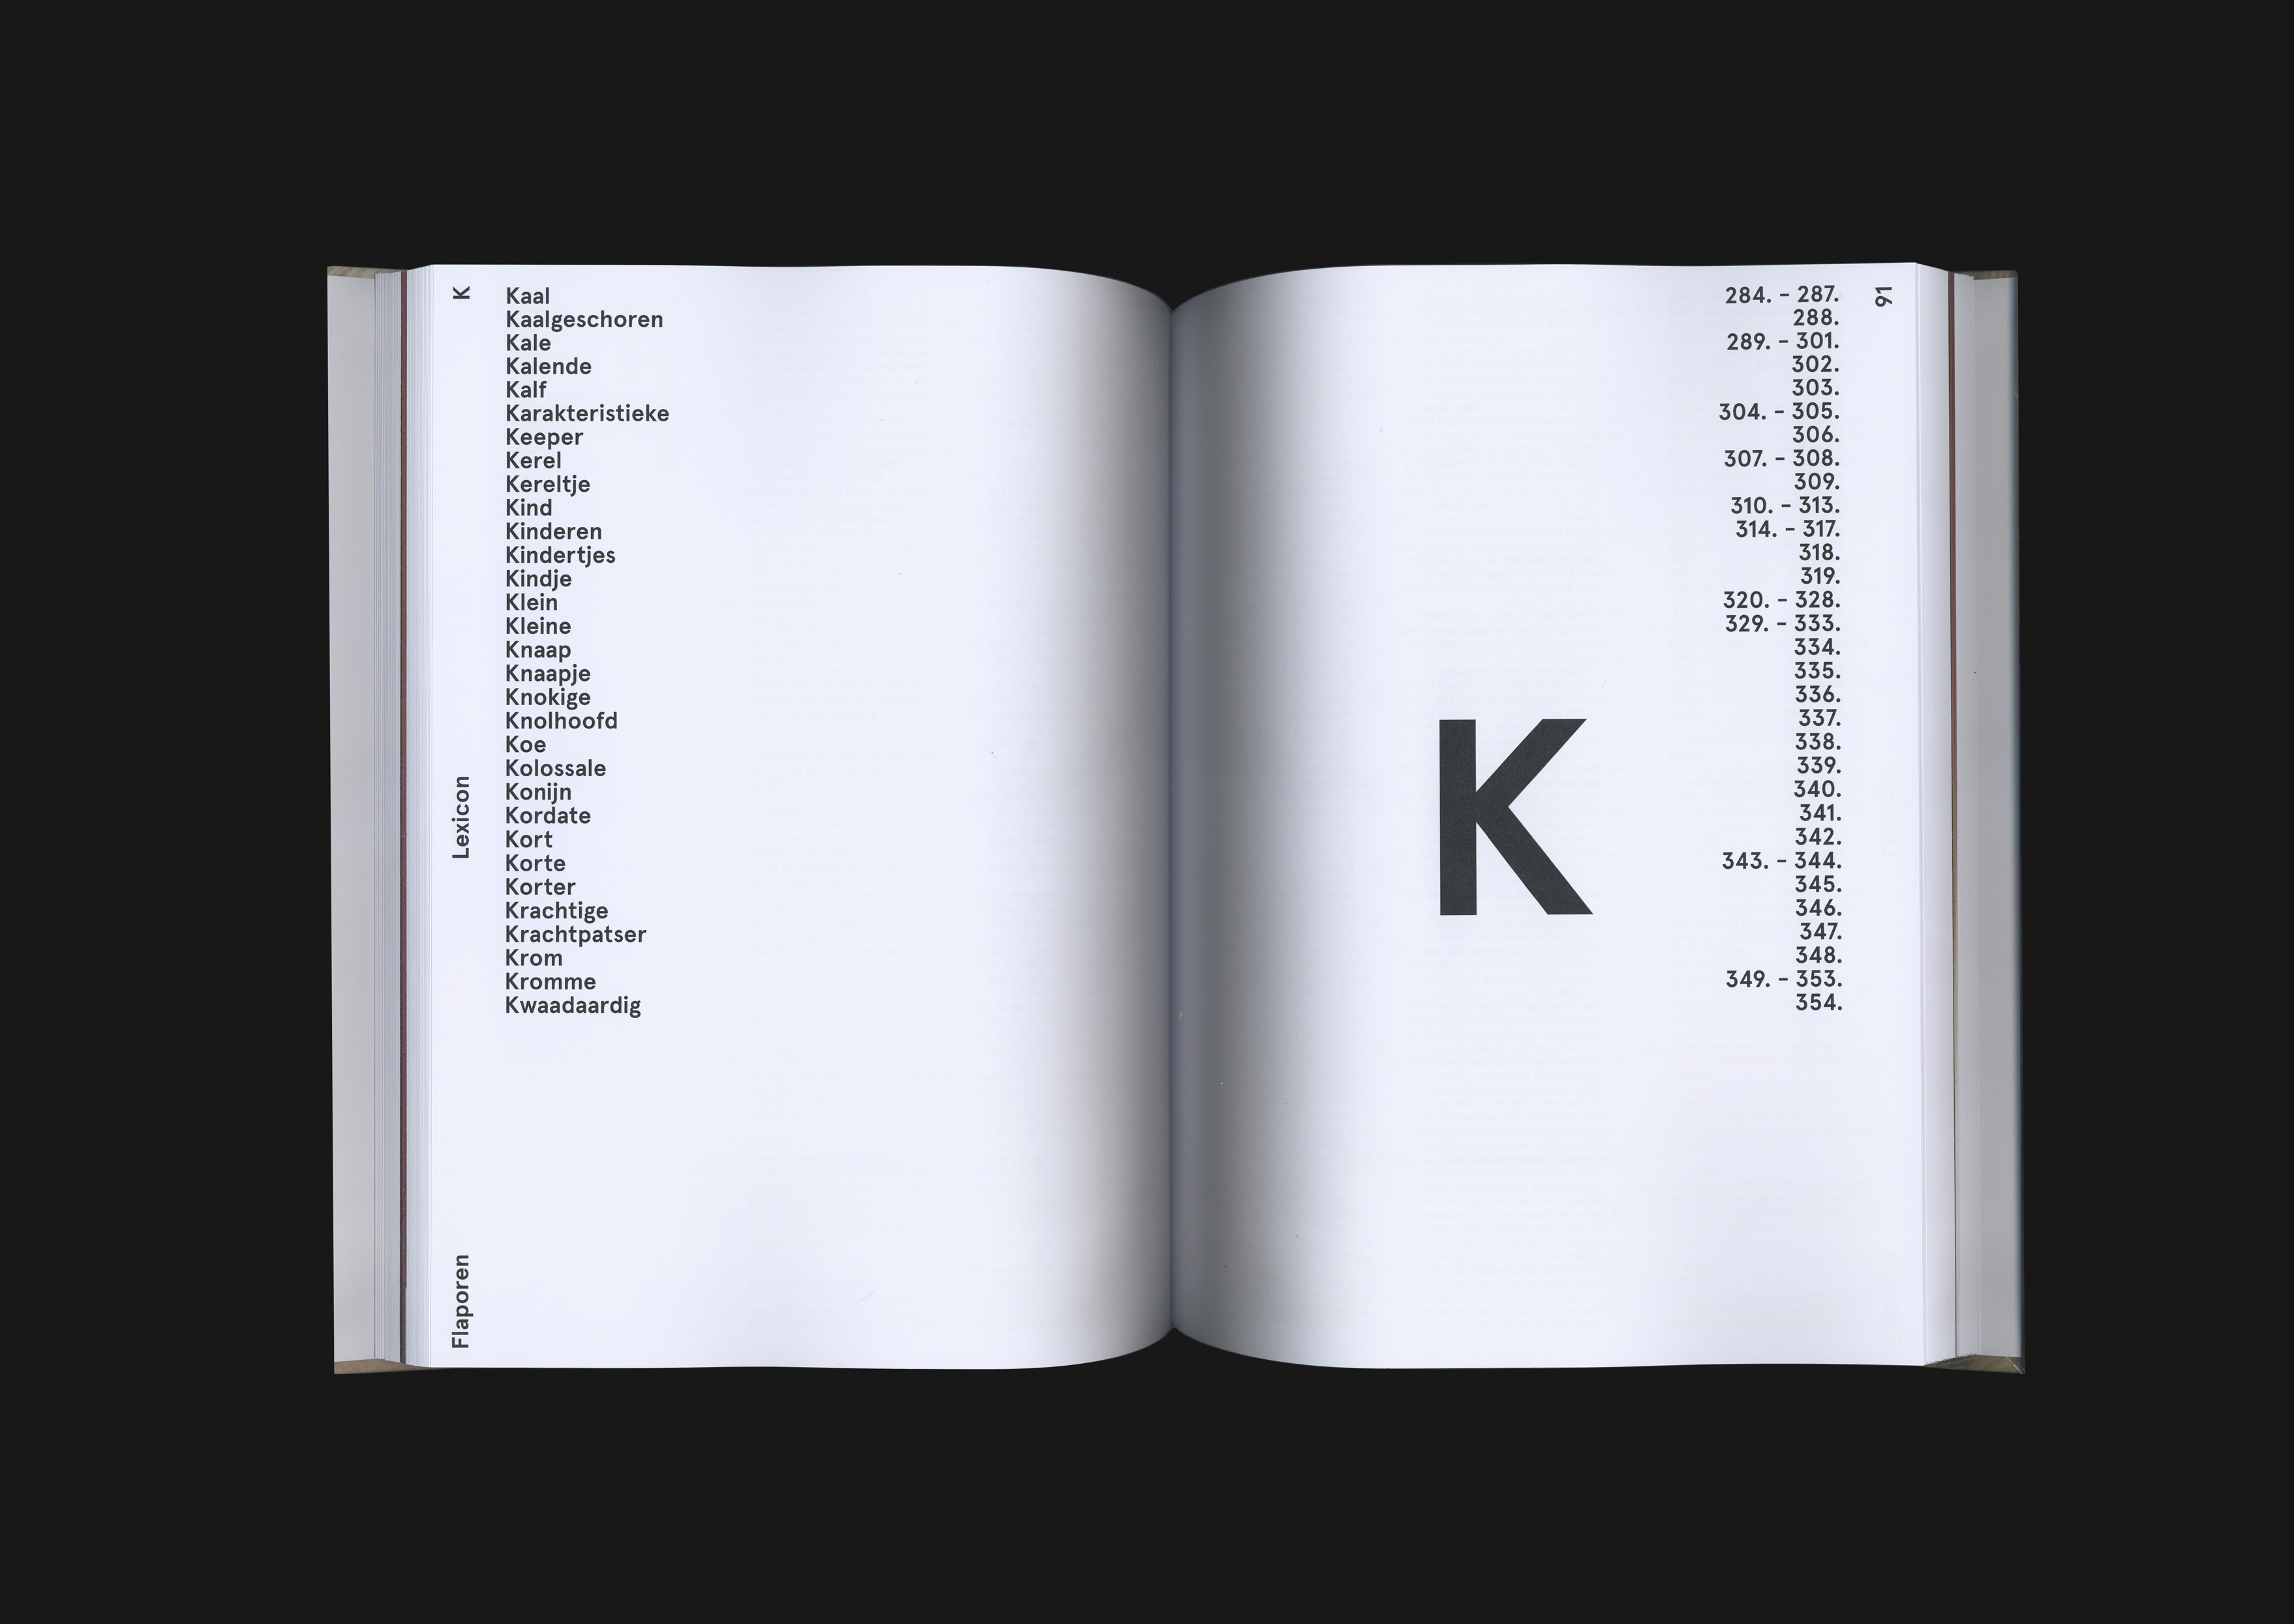 K
Lexicon
Flaporen
Kaal
Kaalgeschoren
Kale
Kalende
Kalf
Karakteristieke
Keeper
Kerel
Kereltje
Kind
Kinderen
Kindertjes
Kindje
Klein
Kleine
Knaap
Knaapje
Knokige
Knolhoofd
Koe
Kolossale
Konijn
Kordate
Kort
Korte
Korter
Krachtige
Krachtpatser
Krom
Kromme
Kwaadaardig
K
284. – 287.
288.
289. – 301.
302.
303.
304. – 305.
306.
307. – 308.
309.
310. – 313.
314. – 317.
318.
319.
320. – 328.
329. – 333.
334.
335.
336.
337.
338.
339.
340.
341.
342.
343. – 344.
345.
346.
347.
348.
349. – 353.
354.
91